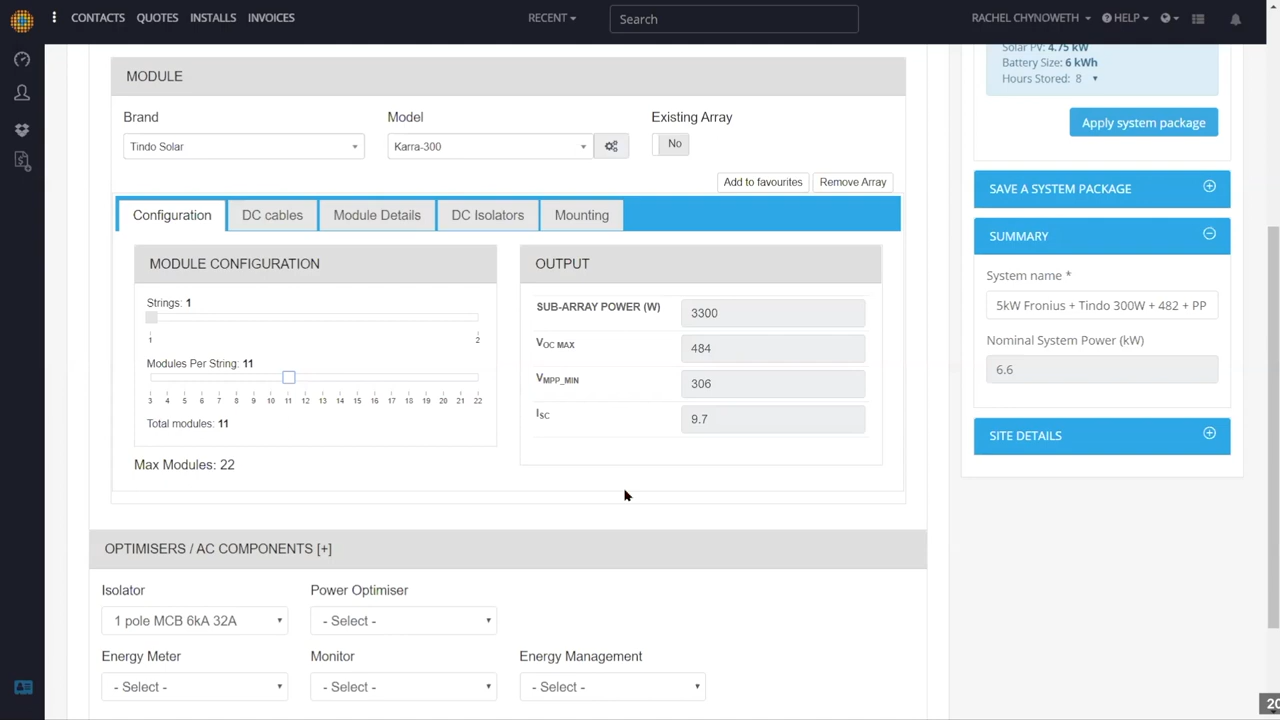 CONTACTS QUOTES INSTALLS INVOICES RECENT Search RACHEL CHYNOWETH HELP
Solar PV: 4.75 kW
Battery Size: 6 kWh
Hours Stored: 8
Apply system package
MODULE
Brand Model Existing Array
Tindo Solar Karra-300 No
Add to favourites Remove Array
SAVE A SYSTEM PACKAGE
Configuration DC cables Module Details DC Isolators Mounting
SUMMARY
MODULE CONFIGURATION
Strings: 1
1 2
Modules Per String: 11
3 4 5 6 7 8 9 10 11 12 13 14 15 16 17 18 19 20 21 22
Total modules: 11
Max Modules: 22
OUTPUT
SUB-ARRAY POWER (W) 3300
VOC MAX 484
VMPP_MIN 306
ISC 9.7
System name *
5kW Fronius + Tindo 300W + 482 + PP
Nominal System Power (kW)
6.6
SITE DETAILS
OPTIMISERS / AC COMPONENTS [+]
Isolator Power Optimiser
1 pole MCB 6kA 32A - Select -
Energy Meter Monitor Energy Management
- Select - - Select - - Select -